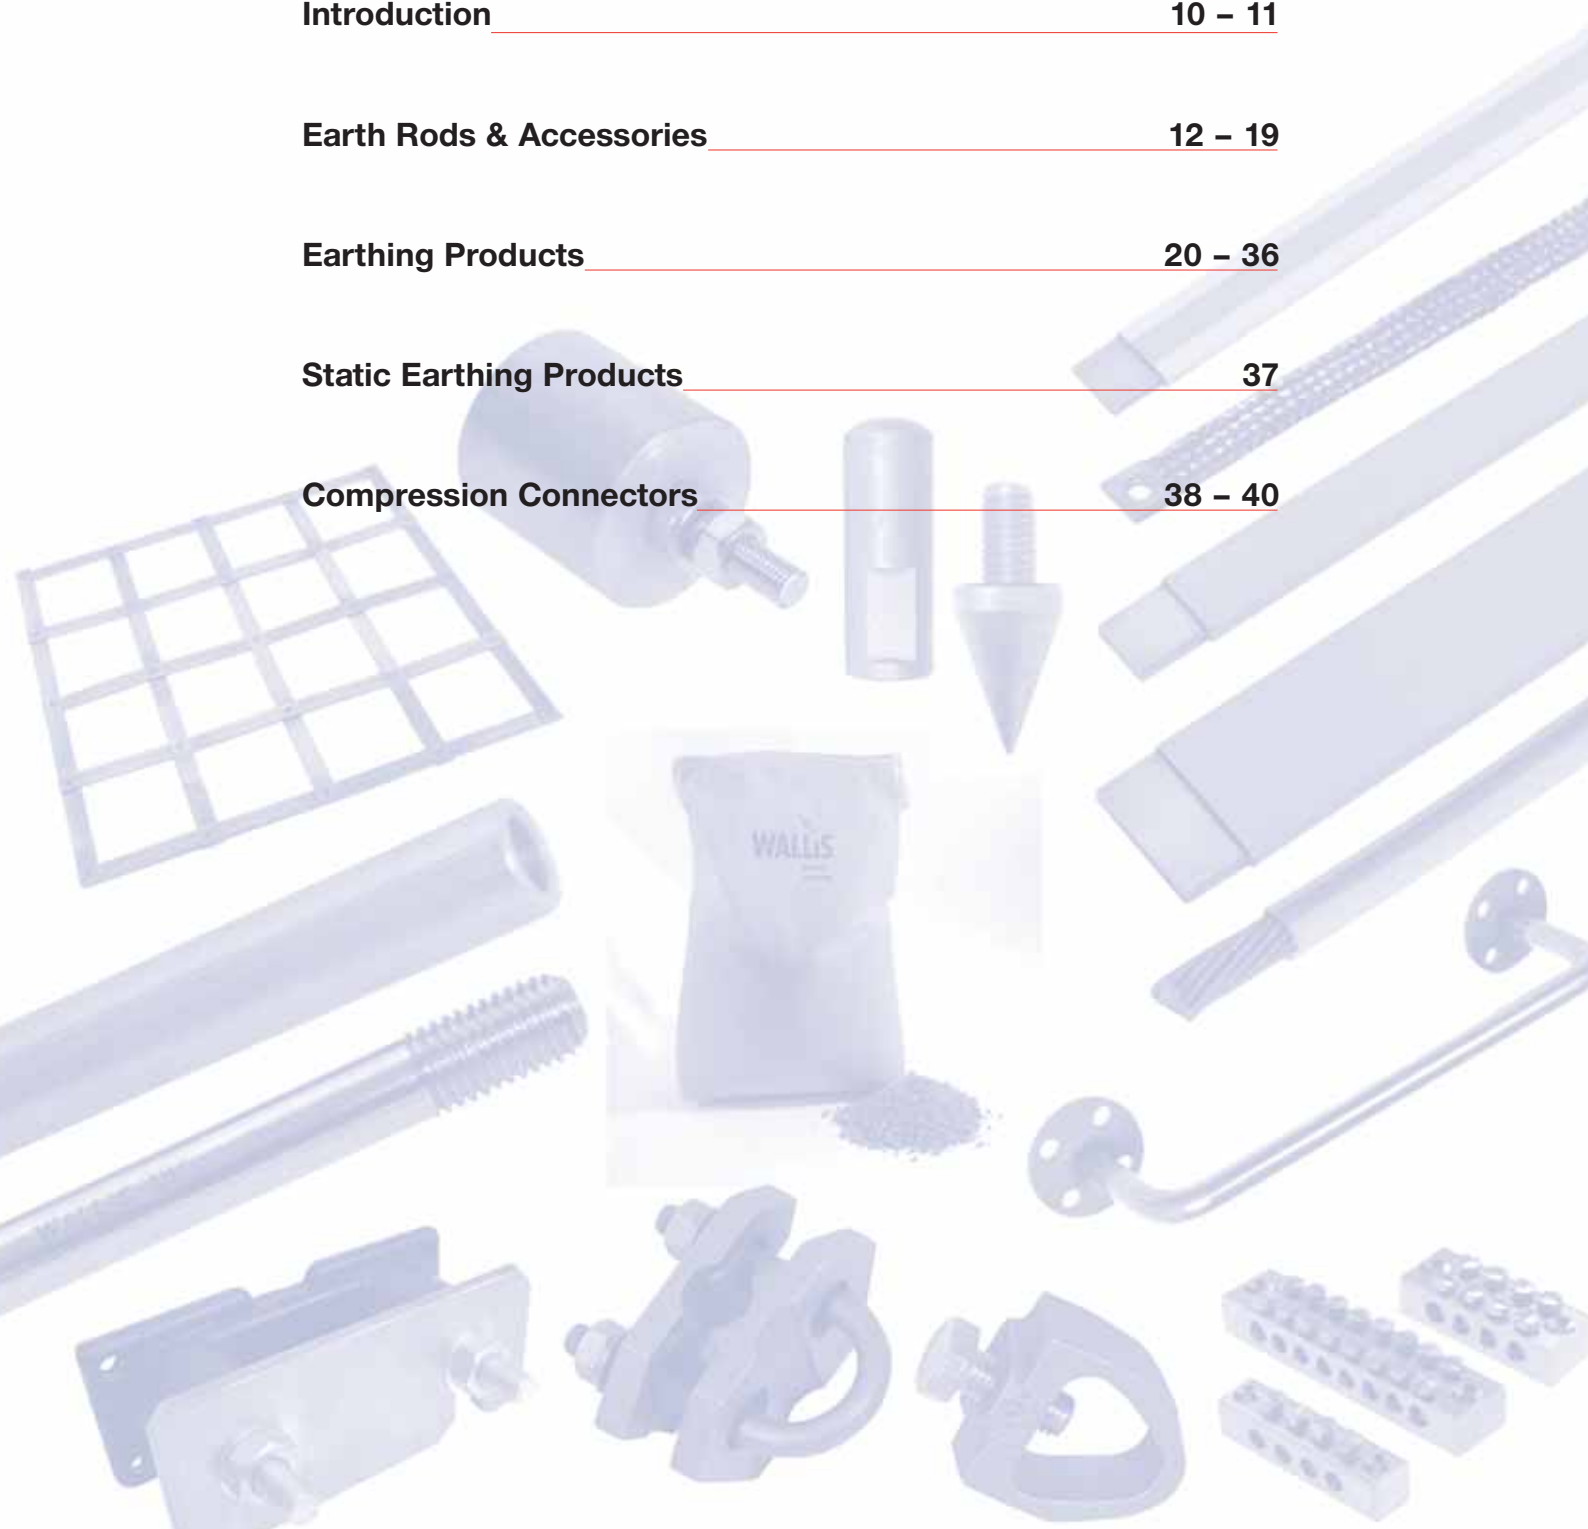 Introduction 10 – 11
Earth Rods & Accessories 12 – 19
Earthing Products 20 – 36
Static Earthing Products 37
Compression Connectors 38 – 40
WALLIS